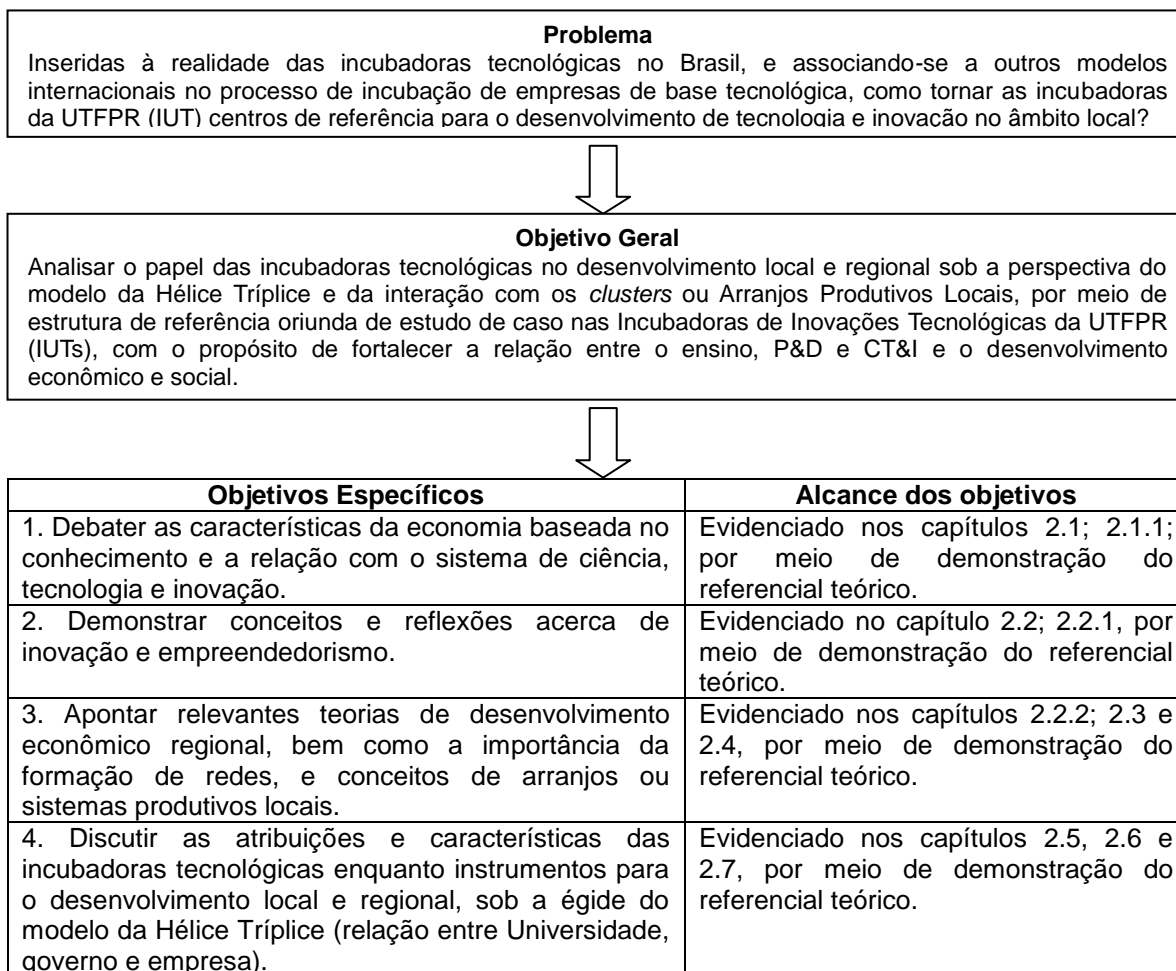 Problema
Inseridas à realidade das incubadoras tecnológicas no Brasil, e associando-se a outros modelos
internacionais no processo de incubação de empresas de base tecnológica, como tornar as incubadoras
da UTFPR (IUT) centros de referência para o desenvolvimento de tecnologia e inovação no âmbito local?
Objetivo Geral
Analisar o papel das incubadoras tecnológicas no desenvolvimento local e regional sob a perspectiva do
modelo da Hélice Tríplice e da interação com os clusters ou Arranjos Produtivos Locais, por meio de
estrutura de referência oriunda de estudo de caso nas Incubadoras de Inovações Tecnológicas da UTFPR
(IUTs), com o propósito de fortalecer a relação entre o ensino, P&D e CT&I e o desenvolvimento
econômico e social.
Objetivos Específicos
Alcance dos objetivos
1. Debater as características da economia baseada no
conhecimento e a relação com o sistema de ciência,
tecnologia e inovação.
Evidenciado nos capítulos 2.1; 2.1.1;
por meio de demonstração do
referencial teórico.
2. Demonstrar conceitos e reflexões acerca de
inovação e empreendedorismo.
Evidenciado no capítulo 2.2; 2.2.1, por
meio de demonstração do referencial
teórico.
3. Apontar relevantes teorias de desenvolvimento
econômico regional, bem como a importância da
formação de redes, e conceitos de arranjos ou
sistemas produtivos locais.
Evidenciado nos capítulos 2.2.2; 2.3 e
2.4, por meio de demonstração do
referencial teórico.
4. Discutir as atribuições e características das
incubadoras tecnológicas enquanto instrumentos para
o desenvolvimento local e regional, sob a égide do
modelo da Hélice Tríplice (relação entre Universidade,
governo e empresa).
Evidenciado nos capítulos 2.5, 2.6 e
2.7, por meio de demonstração do
referencial teórico.